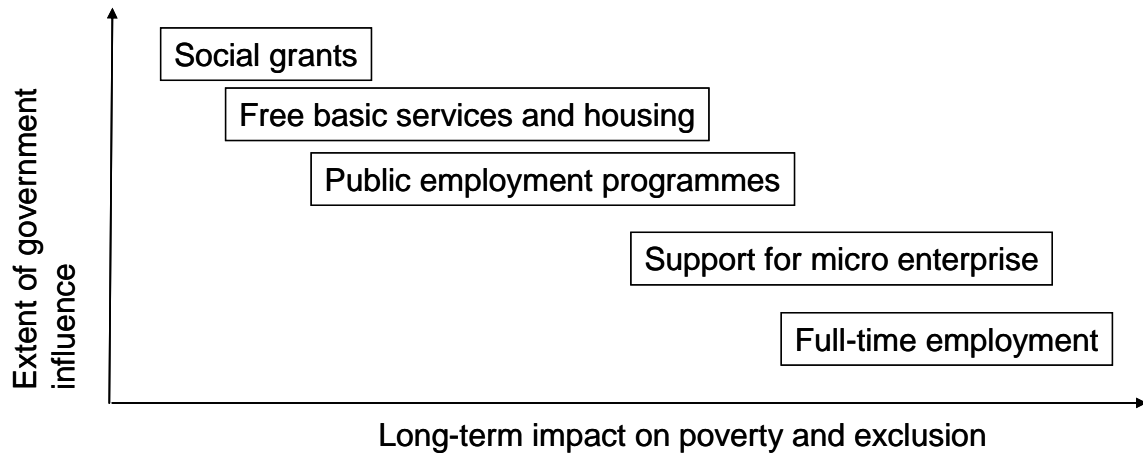 Social grants
Free basic services and housing
Public employment programmes
Support for micro enterprise
Full-time employment
Extent of government
influence
Long-term impact on poverty and exclusion